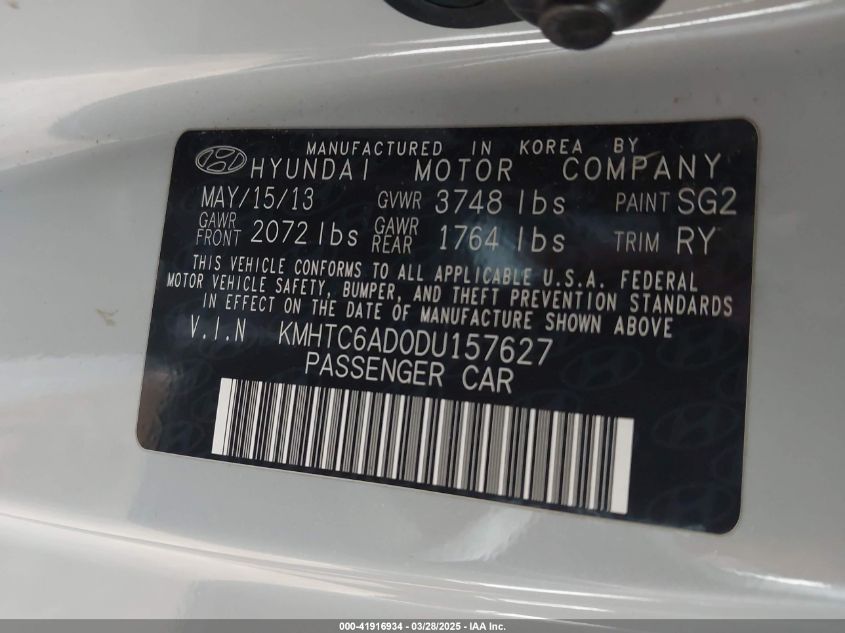 MANUFACTURED IN KOREA BY
HYUNDAI MOTOR COMPANY
MAY/15/13 GVWR 3748 lbs PAINT SG2
GAWR FRONT 2072 lbs GAWR REAR 1764 lbs TRIM RY
THIS VEHICLE CONFORMS TO ALL APPLICABLE U.S.A. FEDERAL
MOTOR VEHICLE SAFETY, BUMPER, AND THEFT PREVENTION STANDARDS
IN EFFECT ON THE DATE OF MANUFACTURE SHOWN ABOVE
V.I.N KMHTC6AD0DU157627
PASSENGER CAR
000-41916934 - 03/28/2025 - IAA Inc.